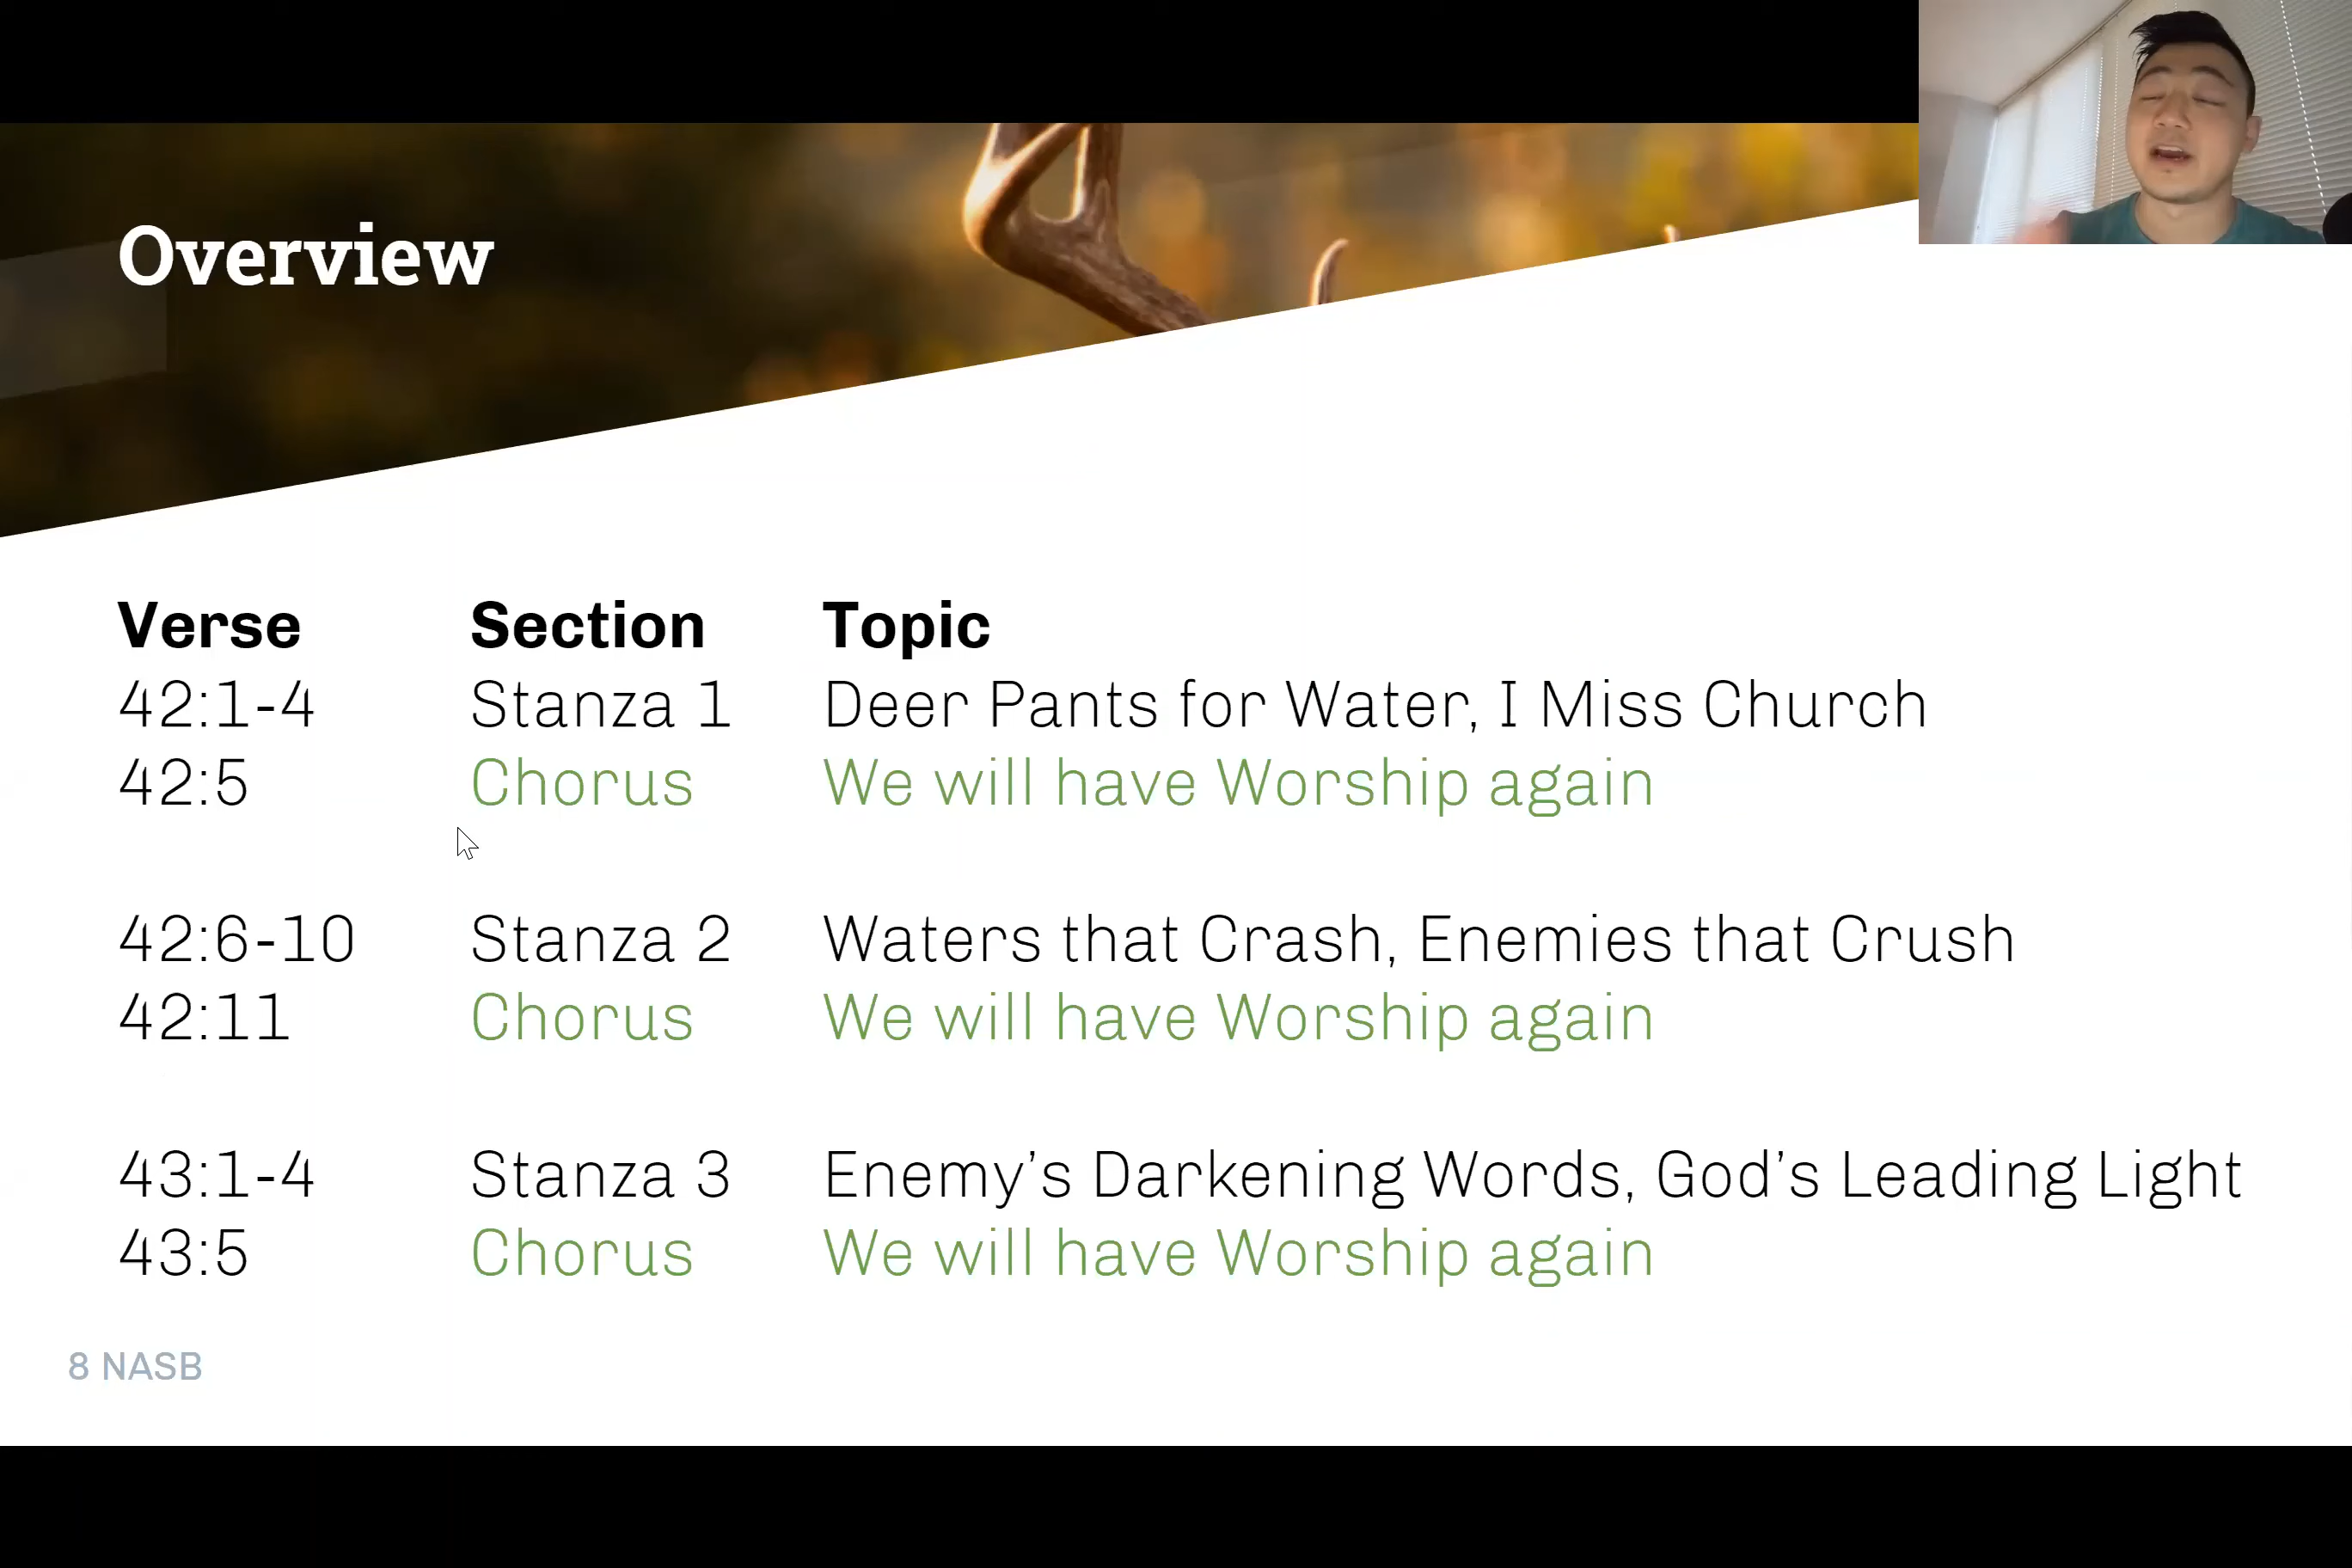 Overview
Verse Section Topic
42:1-4 Stanza 1 Deer Pants for Water, I Miss Church
42:5 Chorus We will have Worship again
42:6-10 Stanza 2 Waters that Crash, Enemies that Crush
42:11 Chorus We will have Worship again
43:1-4 Stanza 3 Enemy’s Darkening Words, God’s Leading Light
43:5 Chorus We will have Worship again
8 NASB